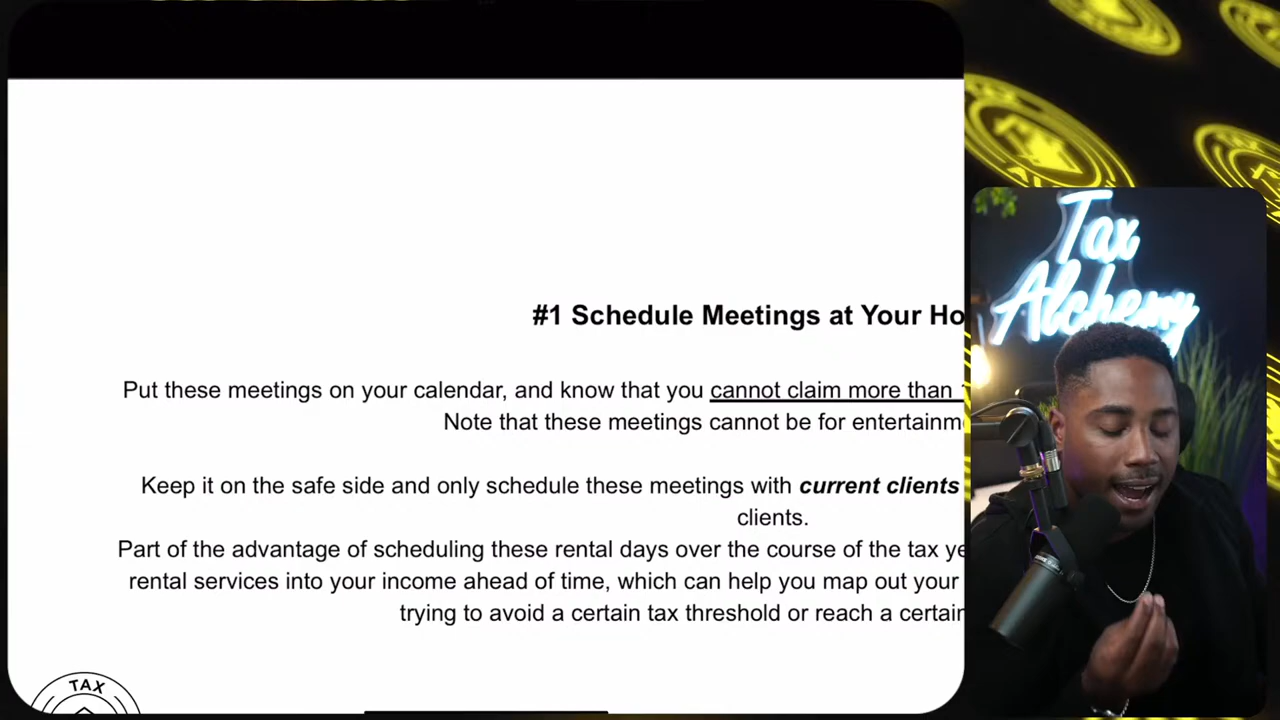 #1 Schedule Meetings at Your Ho
Put these meetings on your calendar, and know that you cannot claim more than
Note that these meetings cannot be for entertainm
Keep it on the safe side and only schedule these meetings with current clients
clients.
Part of the advantage of scheduling these rental days over the course of the tax ye
rental services into your income ahead of time, which can help you map out your
trying to avoid a certain tax threshold or reach a certain
TAX
Tax
Alchemy